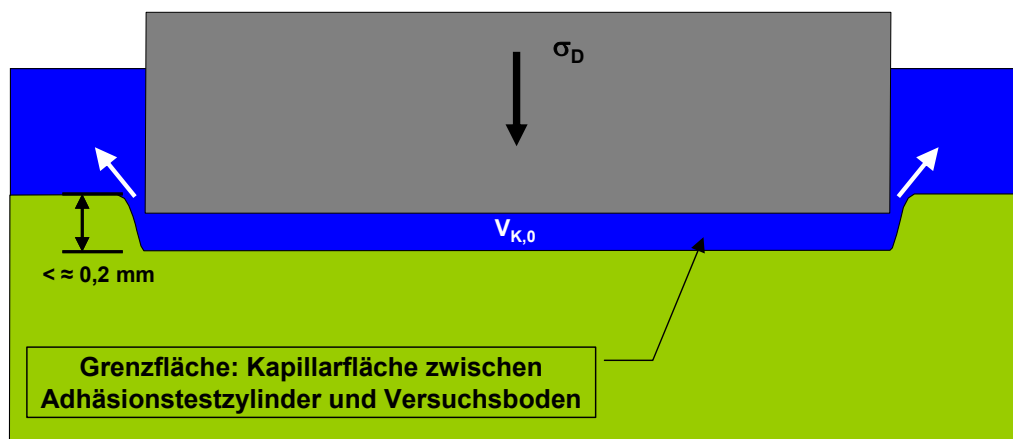 σD
VK,0
< ≈ 0,2 mm
Grenzfläche: Kapillarfläche zwischen
Adhäsionstestzylinder und Versuchsboden